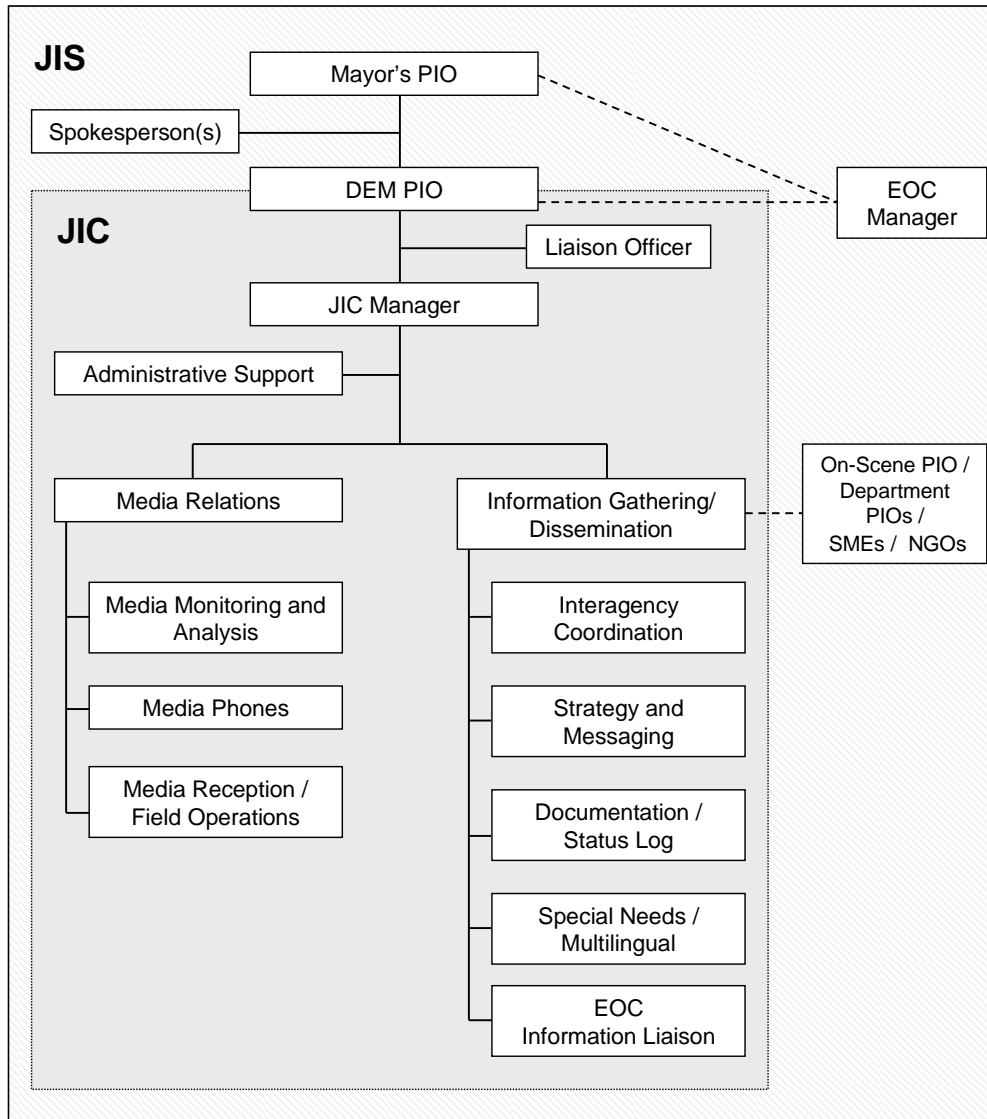 JIS
Mayor's PIO
Spokesperson(s)
DEM PIO
EOC
Manager
JIC
Liaison Officer
JIC Manager
Administrative Support
Media Relations
Information Gathering/
Dissemination
On-Scene PIO /
Department
PIOs /
SMEs / NGOs
Media Monitoring and
Analysis
Media Phones
Media Reception /
Field Operations
Interagency
Coordination
Strategy and
Messaging
Documentation /
Status Log
Special Needs /
Multilingual
EOC
Information Liaison